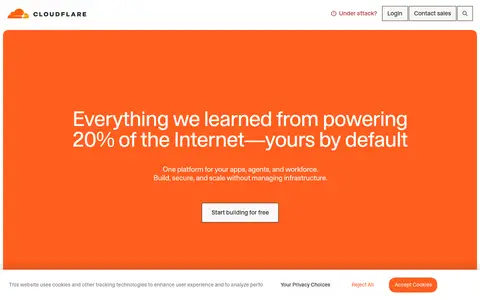 CLOUDFLARE
Under attack?
Login
Contact sales
Everything we learned from powering
20% of the Internet—yours by default
One platform for your apps, agents, and workforce.
Build, secure, and scale without managing infrastructure.
Start building for free
This website uses cookies and other tracking technologies to enhance user experience and to analyze perfo
Your Privacy Choices
Reject All
Accept Cookies